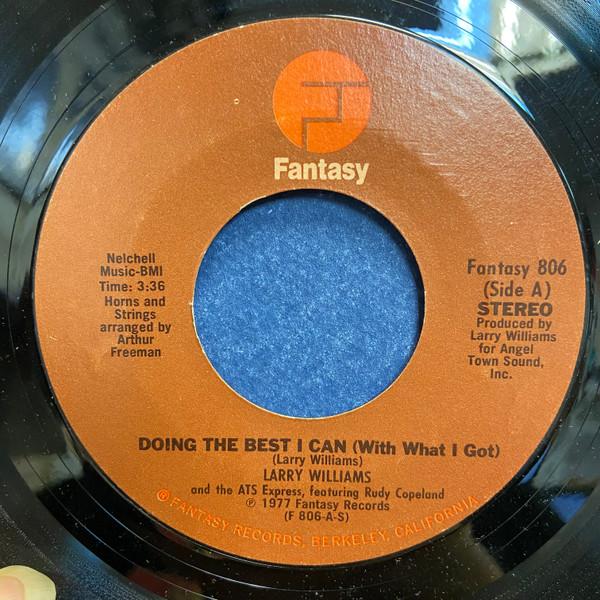 Fantasy
Nelchell
Music-BMI
Time: 3:36
Horns and
Strings
arranged by
Arthur
Freeman
Fantasy 806
(Side A)
STEREO
Produced by
Larry Williams
for Angel
Town Sound,
Inc.
DOING THE BEST I CAN (With What I Got)
(Larry Williams)
LARRY WILLIAMS
and the ATS Express, featuring Rudy Copeland
℗ 1977 Fantasy Records
(F 806-A-S)
® FANTASY RECORDS, BERKELEY, CALIFORNIA